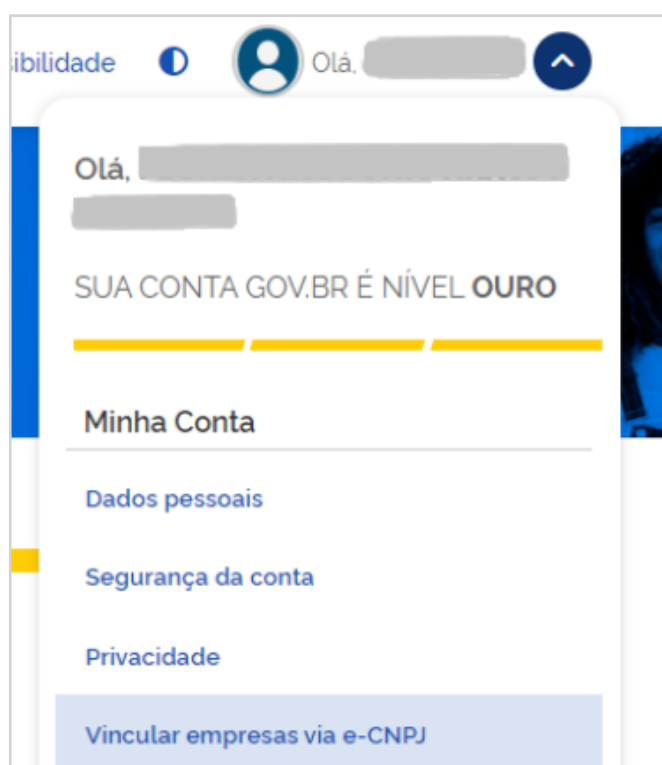 ibilidade
Olá,
Olá,
SUA CONTA GOV.BR É NÍVEL OURO
Minha Conta
Dados pessoais
Segurança da conta
Privacidade
Vincular empresas via e-CNPJ